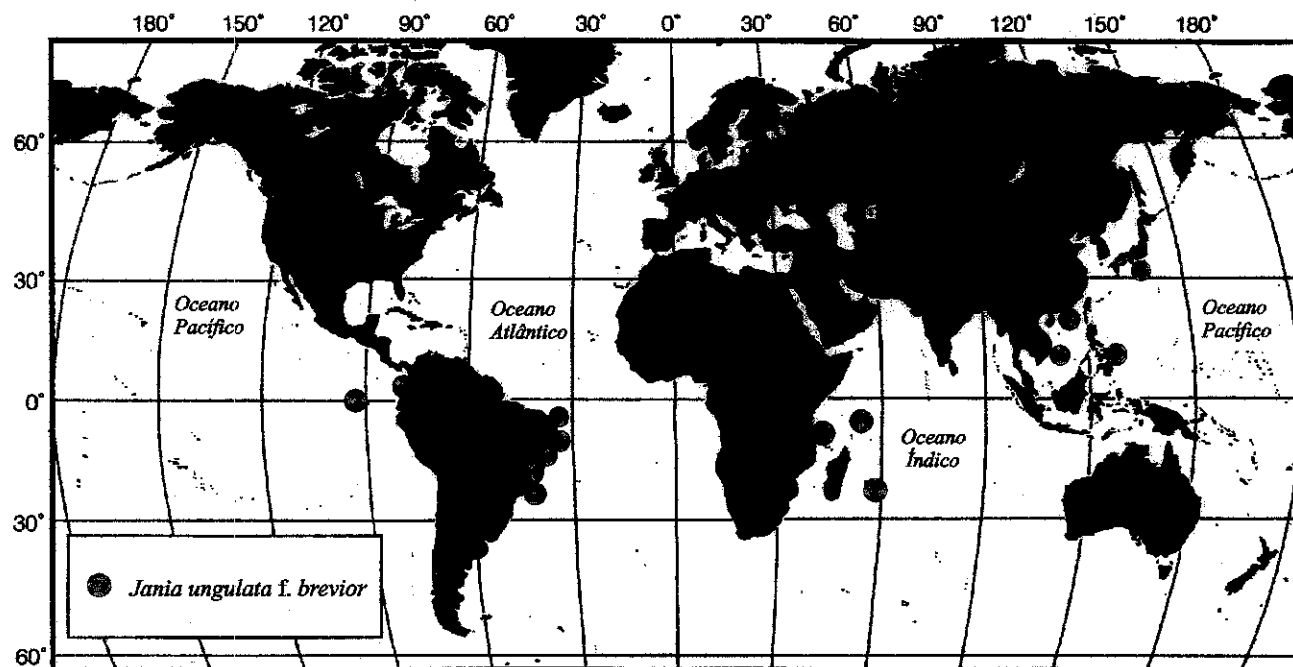 180° 150° 120° 90° 60° 30° 0° 30° 60° 90° 120° 150° 180°
60°
30°
Oceano
Pacífico
Oceano
Atlântico
Oceano
Pacífico
0°
Oceano
Índico
30°
Jania ungulata f. brevior
60°